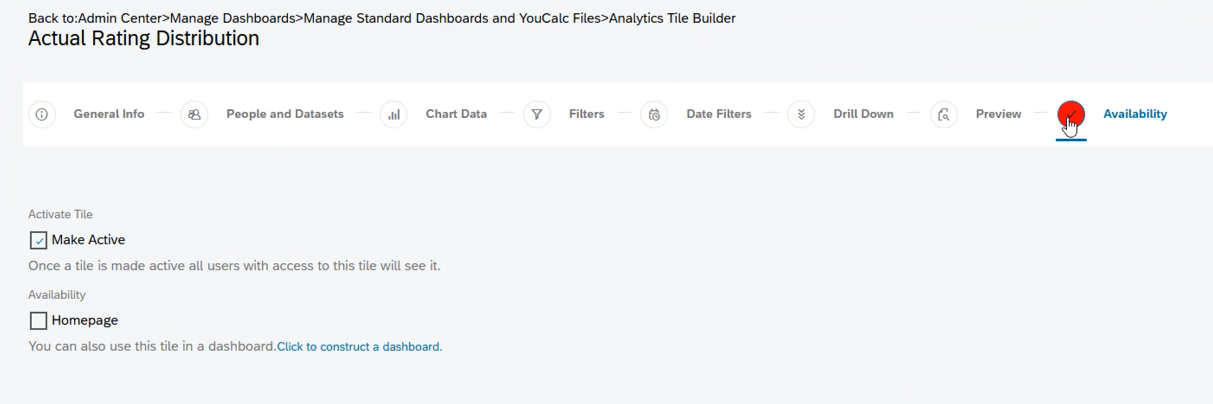 Back to:Admin Center>Manage Dashboards>Manage Standard Dashboards and YouCalc Files>Analytics Tile Builder
Actual Rating Distribution
General Info People and Datasets Chart Data Filters Date Filters Drill Down Preview Availability
Activate Tile
Make Active
Once a tile is made active all users with access to this tile will see it.
Availability
Homepage
You can also use this tile in a dashboard.Click to construct a dashboard.